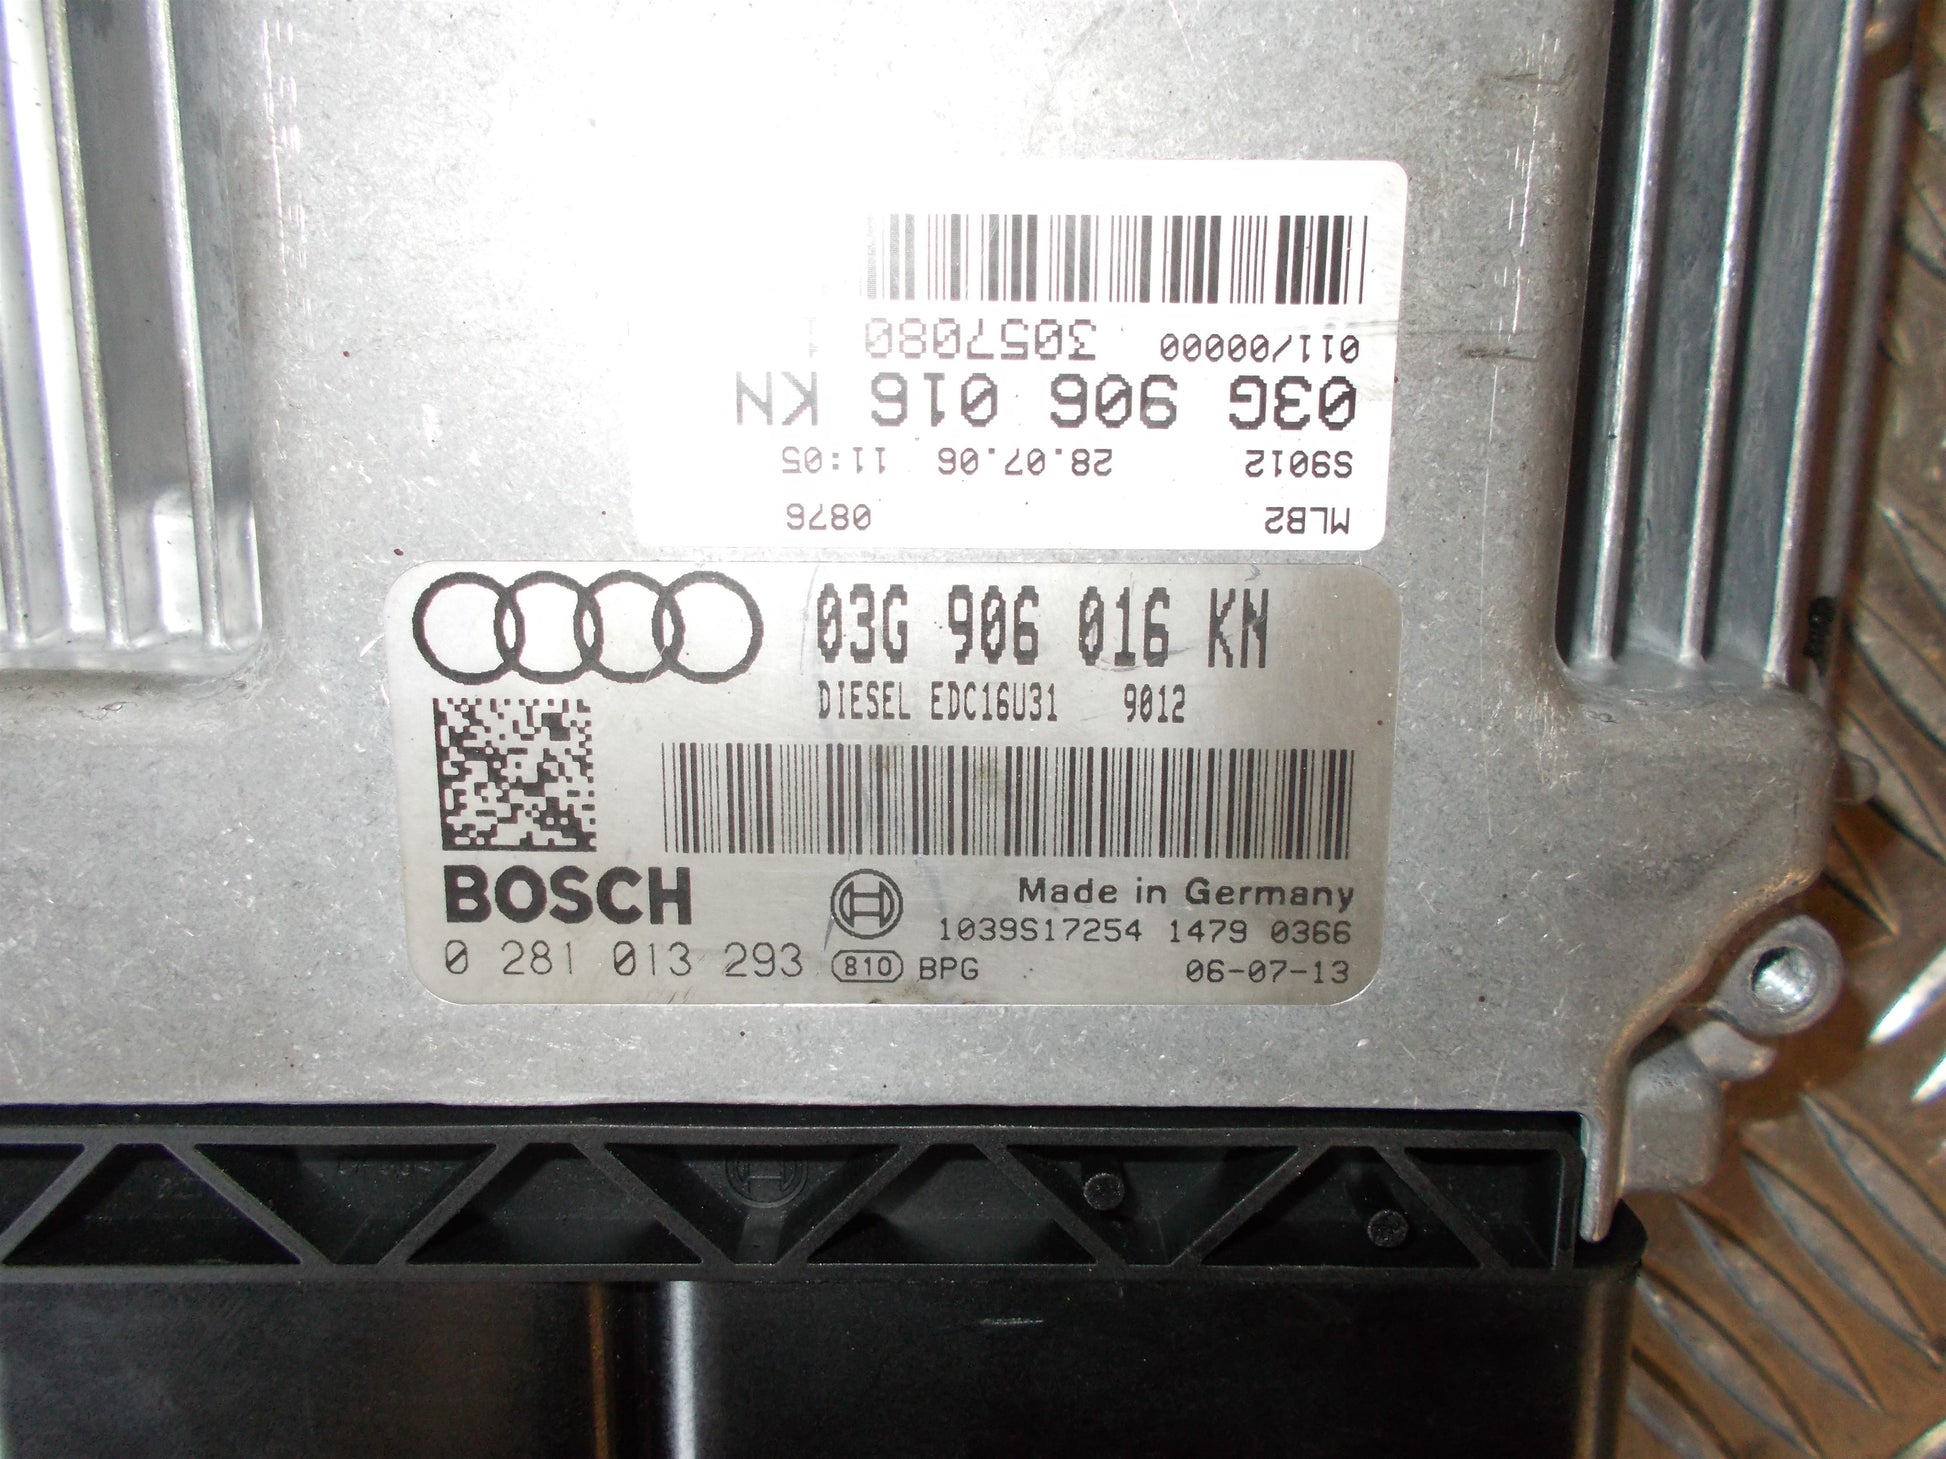 011/00000 3057080
03G 906 016 KN
S9012 28.07.06 11:05
MLB2 0876
03G 906 016 KN
DIESEL EDC16U31 9012
BOSCH
Made in Germany
1039S17254 1479 0366
0 281 013 293 810 BPG 06-07-13